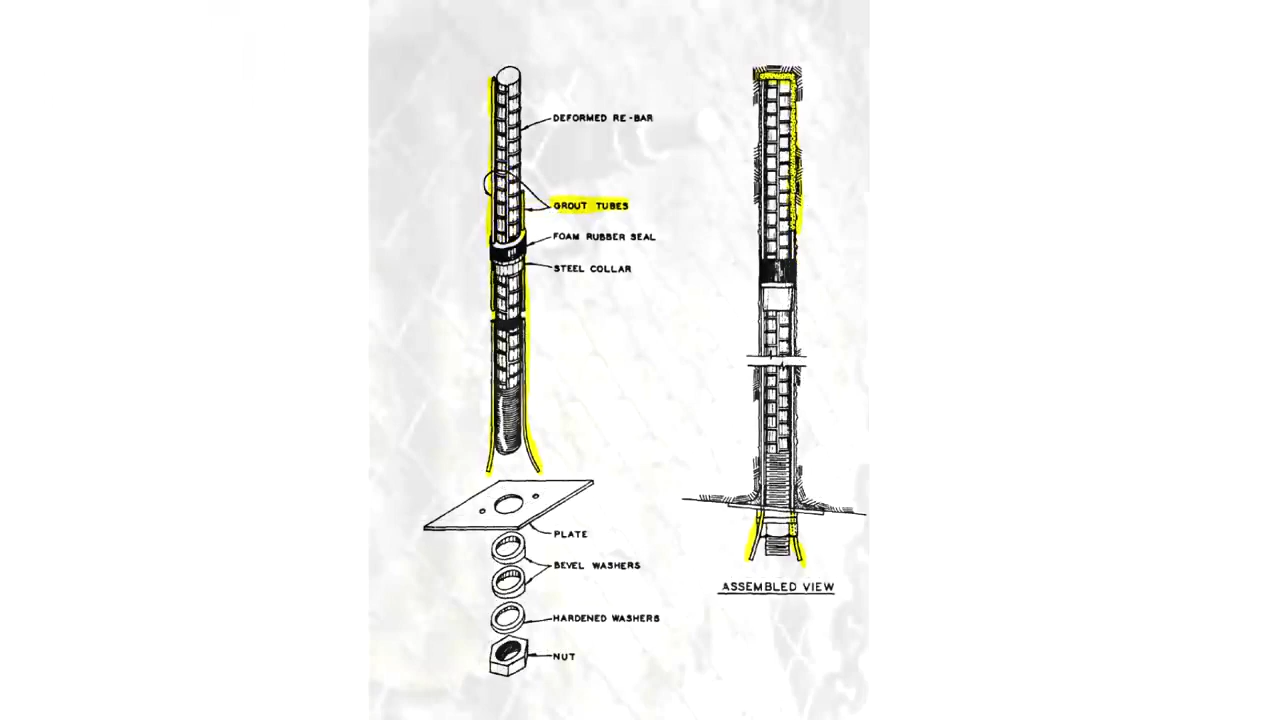 DEFORMED RE-BAR
GROUT TUBES
FOAM RUBBER SEAL
STEEL COLLAR
PLATE
BEVEL WASHERS
HARDENED WASHERS
NUT
ASSEMBLED VIEW